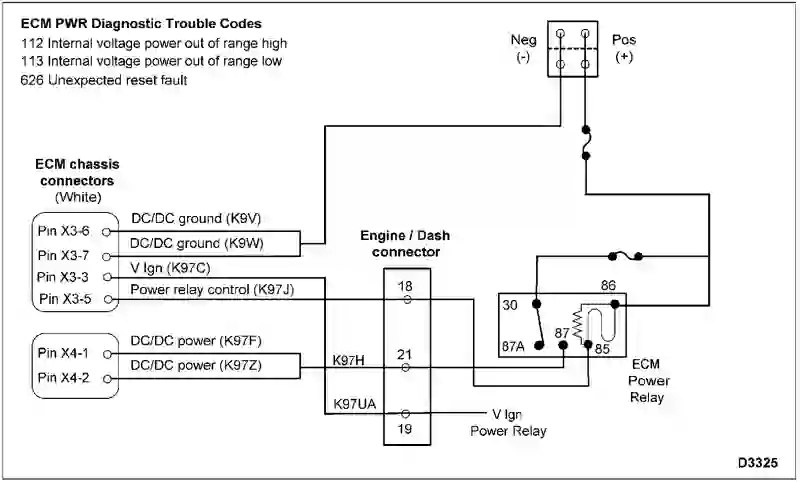 ECM PWR Diagnostic Trouble Codes
112 Internal voltage power out of range high
113 Internal voltage power out of range low
626 Unexpected reset fault
Neg
(-)
Pos
(+)
ECM chassis
connectors
(White)
Pin X3-6
Pin X3-7
Pin X3-3
Pin X3-5
DC/DC ground (K9V)
DC/DC ground (K9W)
V Ign (K97C)
Power relay control (K97J)
Pin X4-1
Pin X4-2
DC/DC power (K97F)
DC/DC power (K97Z)
Engine / Dash
connector
18
21
19
K97H
K97UA
V Ign
Power Relay
30
86
87
87A
85
ECM
Power
Relay
D3325